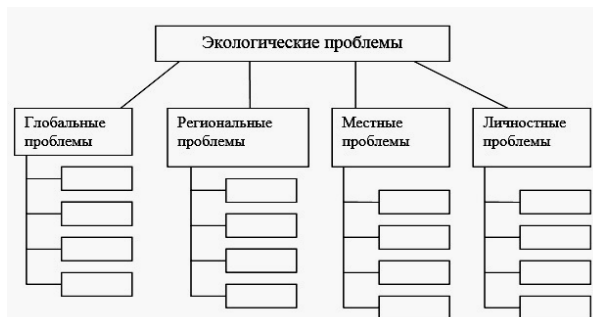 Экологические проблемы
Глобальные
проблемы
Региональные
проблемы
Местные
проблемы
Личностные
проблемы